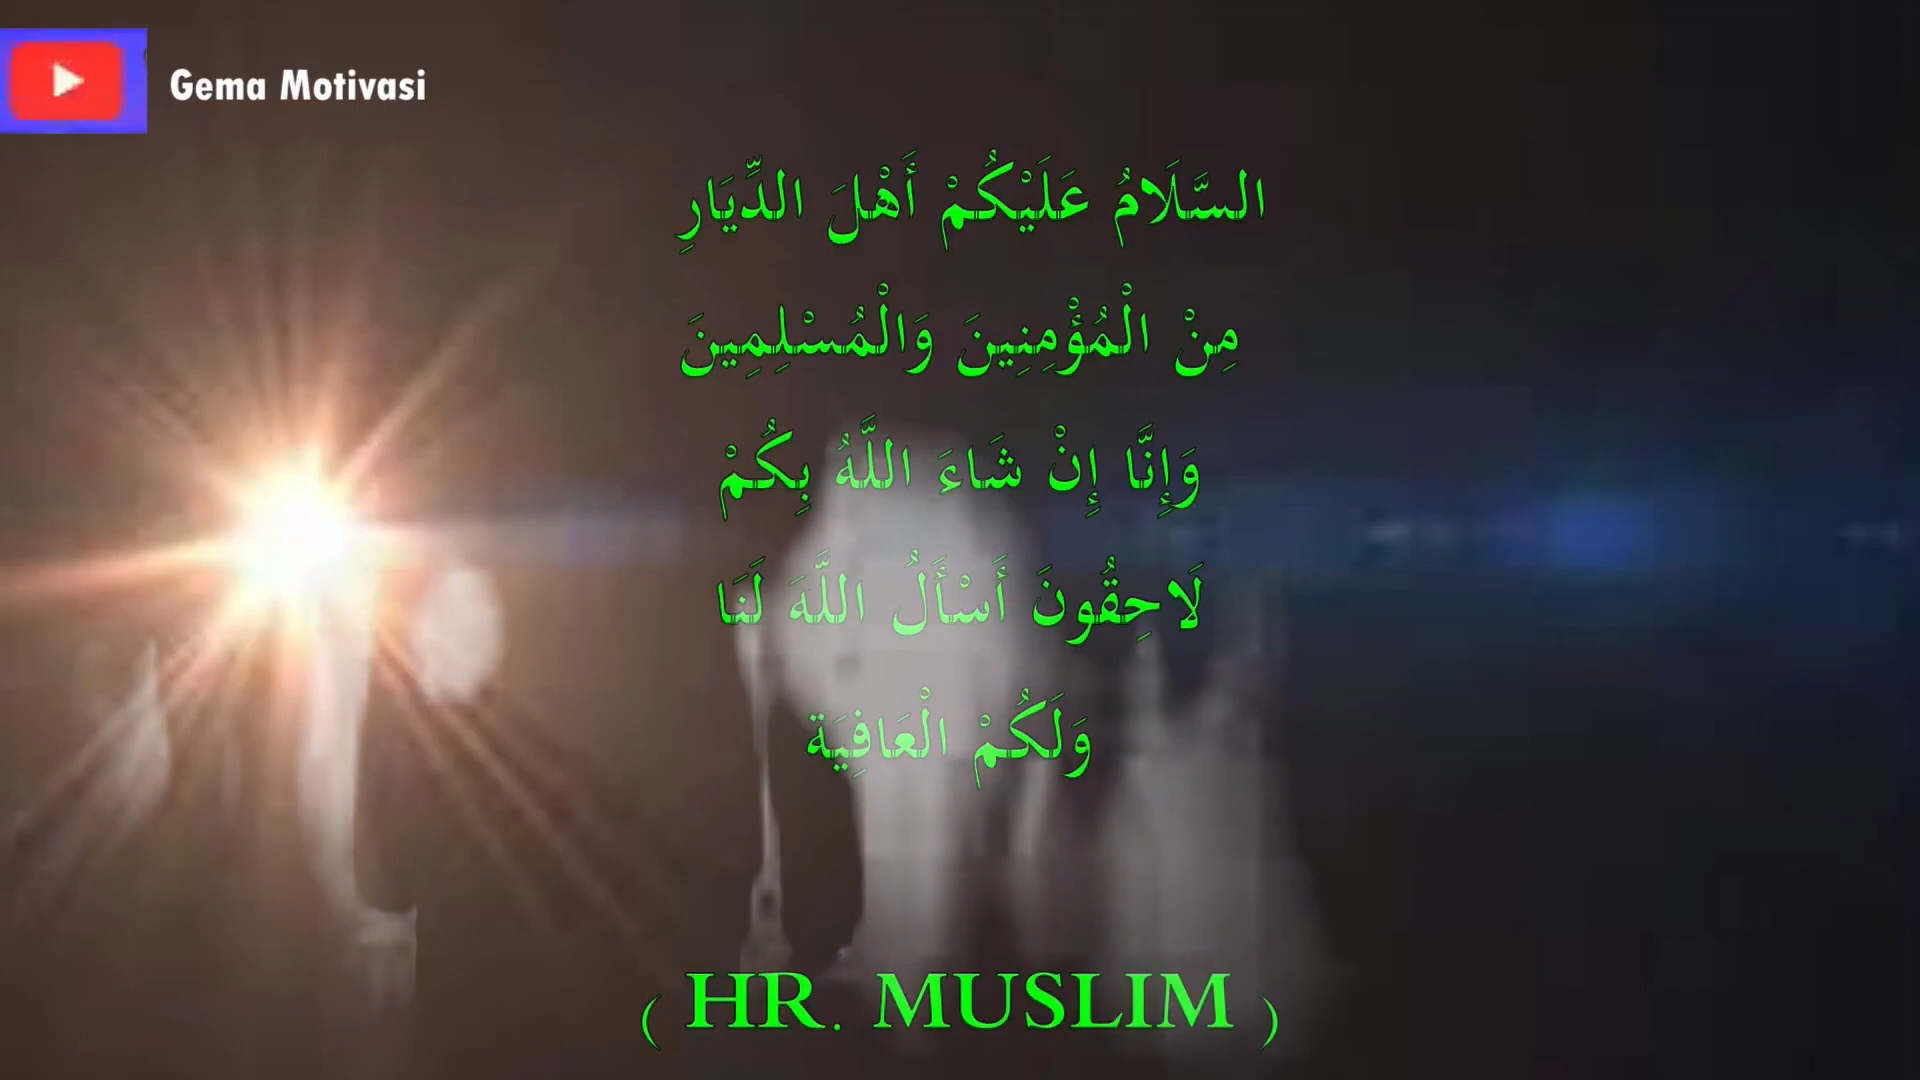 Gema Motivasi
السَّلَامُ عَلَيْكُمْ أَهْلَ الدِّيَارِ
مِنْ الْمُؤْمِنِينَ وَالْمُسْلِمِينَ
وَإِنَّا إِنْ شَاءَ اللَّهُ بِكُمْ
لَاحِقُونَ أَسْأَلُ اللَّهَ لَنَا
وَلَكُمْ الْعَافِيَة
( HR. MUSLIM )